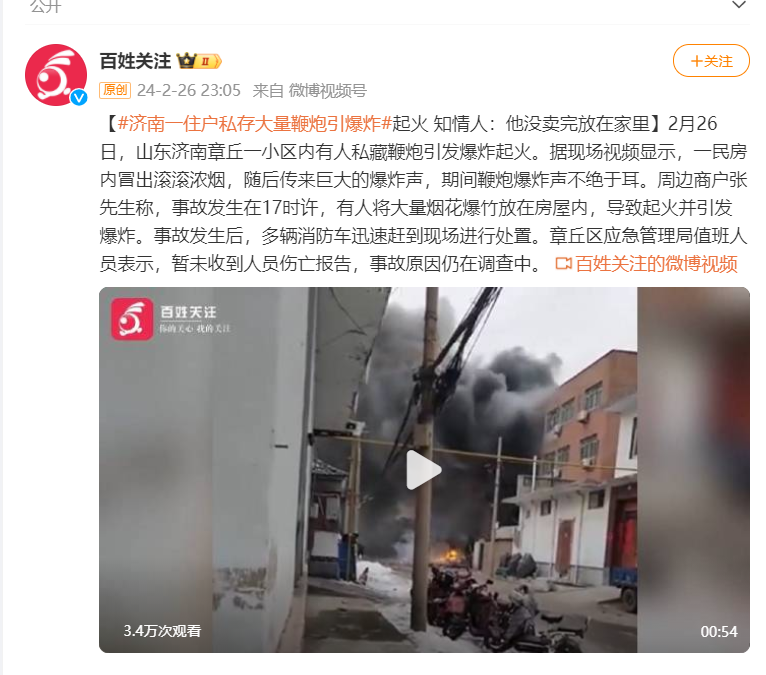 公开
百姓关注 II
+关注
原创 24-2-26 23:05 来自 微博视频号
【#济南一住户私存大量鞭炮引爆炸#起火 知情人：他没卖完放在家里】2月26
日，山东济南章丘一小区内有人私藏鞭炮引发爆炸起火。据现场视频显示，一民房
内冒出滚滚浓烟，随后传来巨大的爆炸声，期间鞭炮爆炸声不绝于耳。周边商户张
先生称，事故发生在17时许，有人将大量烟花爆竹放在房屋内，导致起火并引发
爆炸。事故发生后，多辆消防车迅速赶到现场进行处置。章丘区应急管理局值班人
员表示，暂未收到人员伤亡报告，事故原因仍在调查中。 百姓关注的微博视频
百姓关注
你的关心 我的关注
3.4万次观看
00:54